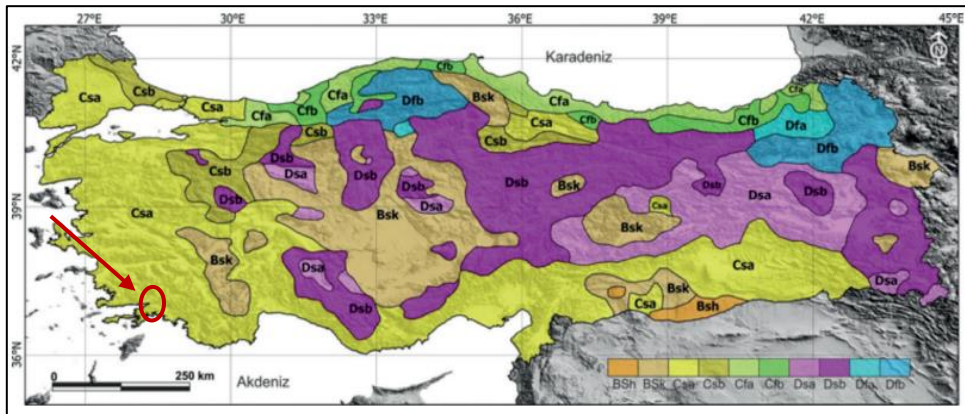 27°E 30°E 33°E 36°E 39°E 42°E 45°E
42°N
39°N
36°N
Karadeniz
N
Csa
Csb
Csa
Cfa
Cfb
Cfa
Cfb
Dfb
Bsk
Cfa
Csa
Csb
Cfb
Cfb
Cfa
Dfa
Dfb
Bsk
Csb
Csb
Dsb
Dsa
Dsb
Dsb
Dsb
Dsa
Dsb
Bsk
Dsb
Dsa
Dsb
Csa
Bsk
Csa
Bsk
Csa
Bsk
Dsa
Dsb
Csa
Bsk
Csa
Bsh
Dsa
0 250 km
Akdeniz
BSh BSk Csa Csb Cfa Cfb Dsa Dsb Dfa Dfb